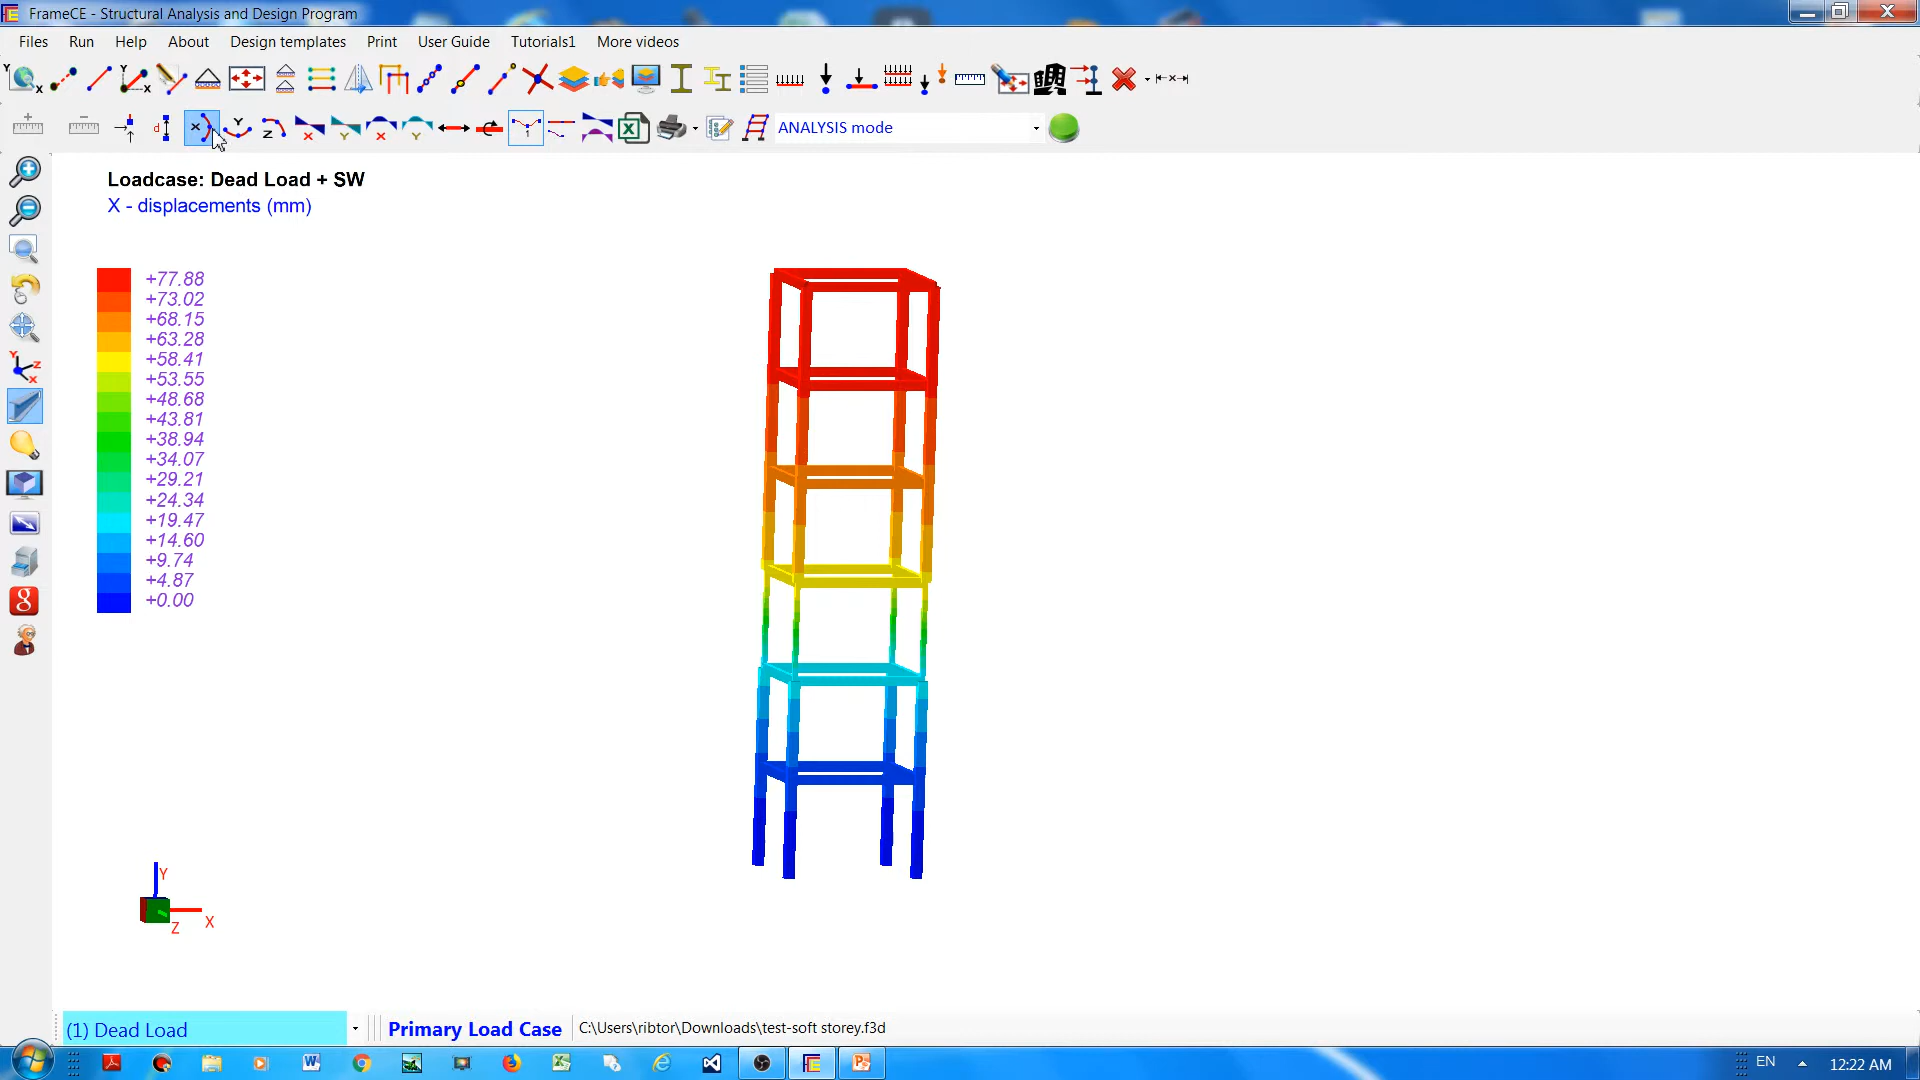 FrameCE - Structural Analysis and Design Program
Files Run Help About Design templates Print User Guide Tutorials1 More videos
ANALYSIS mode
Loadcase: Dead Load + SW
X - displacements (mm)
+77.88
+73.02
+68.15
+63.28
+58.41
+53.55
+48.68
+43.81
+38.94
+34.07
+29.21
+24.34
+19.47
+14.60
+9.74
+4.87
+0.00
Y
X
Z
(1) Dead Load
Primary Load Case
C:\Users\ribtor\Downloads\test-soft storey.f3d
EN
12:22 AM